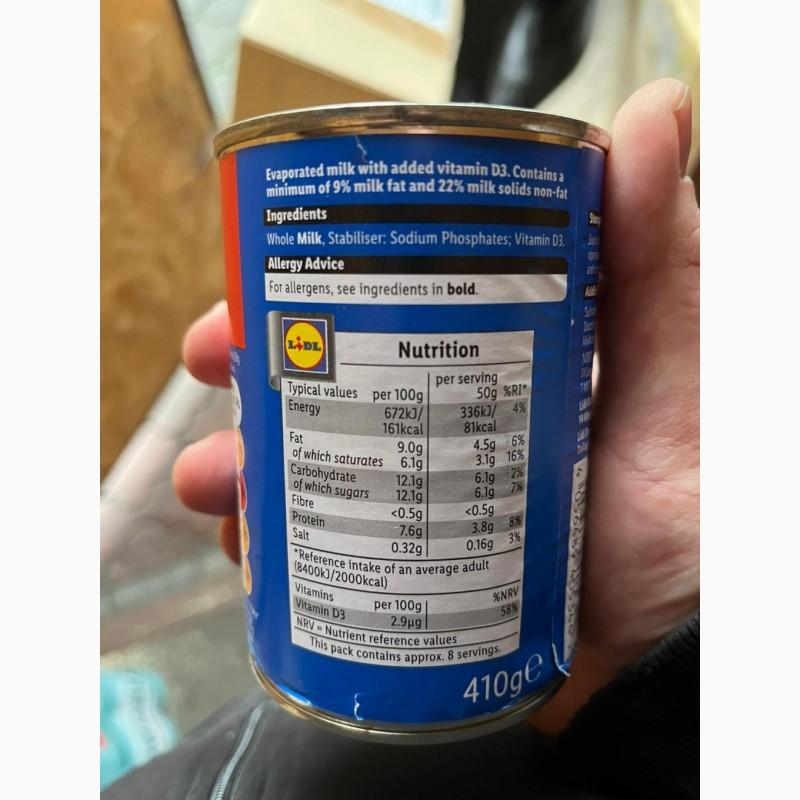 Evaporated milk with added vitamin D3. Contains a
minimum of 9% milk fat and 22% milk solids non-fat
Ingredients
Whole Milk, Stabiliser: Sodium Phosphates; Vitamin D3.
Allergy Advice
For allergens, see ingredients in bold.
LIDL
Nutrition
Typical values per 100g per serving 50g %RI*
Energy 672kJ/ 336kJ/ 4%
161kcal 81kcal
Fat 9.0g 4.5g 6%
of which saturates 6.1g 3.1g 16%
Carbohydrate 12.1g 6.1g 2%
of which sugars 12.1g 6.1g 7%
Fibre <0.5g <0.5g
Protein 7.6g 3.8g 8%
Salt 0.32g 0.16g 3%
*Reference intake of an average adult
(8400kJ/2000kcal)
Vitamins per 100g %NRV
Vitamin D3 2.9µg 58%
NRV = Nutrient reference values
This pack contains approx. 8 servings.
410g℮